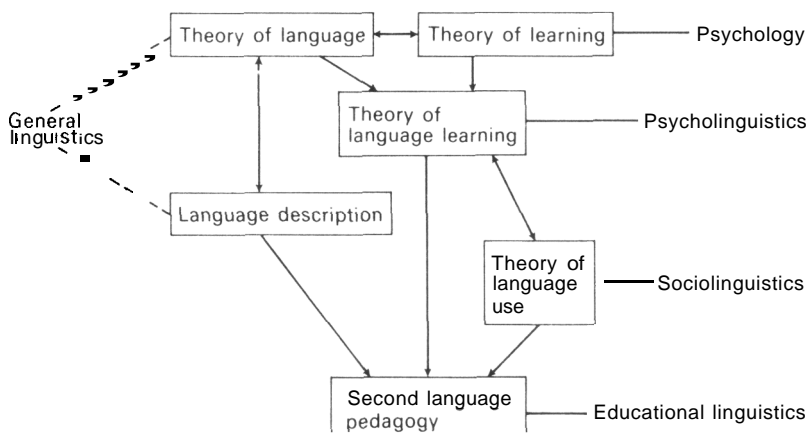 Theory of language
Theory of learning
Psychology
General
linguistics
Theory of
language learning
Psycholinguistics
Language description
Theory of
language
use
Sociolinguistics
Second language
pedagogy
Educational linguistics